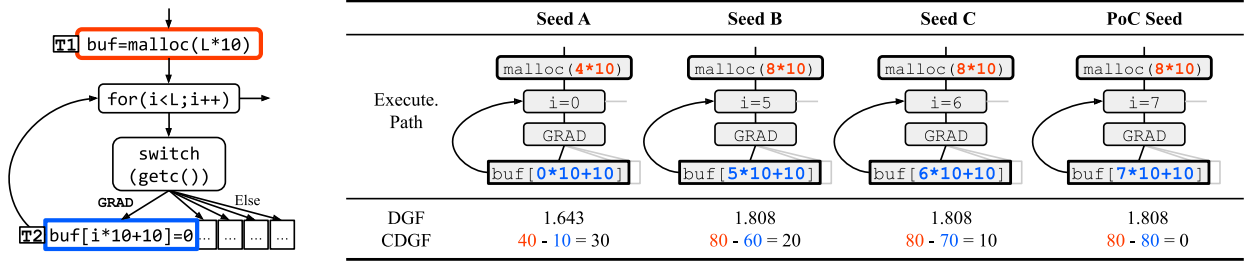 T1 buf=malloc(L*10)
for(i<L;i++)
switch
(getc())
GRAD
Else
T2 buf[i*10+10]=0 ... ... ... ...
Seed A Seed B Seed C PoC Seed
Execute.
Path
malloc(4*10) malloc(8*10) malloc(8*10) malloc(8*10)
i=0 i=5 i=6 i=7
GRAD GRAD GRAD GRAD
buf[0*10+10] buf[5*10+10] buf[6*10+10] buf[7*10+10]
DGF 1.643 1.808 1.808 1.808
CDGF 40 - 10 = 30 80 - 60 = 20 80 - 70 = 10 80 - 80 = 0